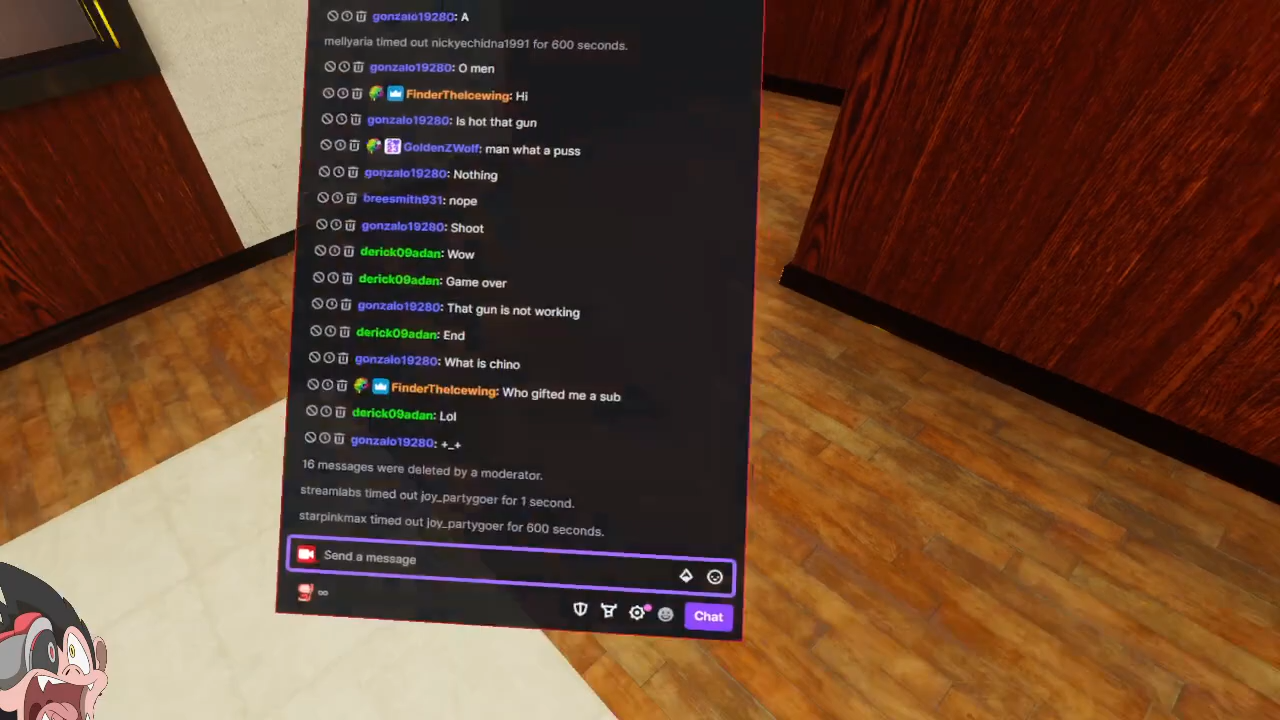 gonzalo19280: A
mellyaria timed out nickyechidna1991 for 600 seconds.
gonzalo19280: O men
FinderTheIcewing: Hi
gonzalo19280: Is hot that gun
GoldenZWolf: man what a puss
gonzalo19280: Nothing
breesmith931: nope
gonzalo19280: Shoot
derick09adan: Wow
derick09adan: Game over
gonzalo19280: That gun is not working
derick09adan: End
gonzalo19280: What is chino
FinderTheIcewing: Who gifted me a sub
derick09adan: Lol
gonzalo19280: +_+
16 messages were deleted by a moderator.
streamlabs timed out joy_partygoer for 1 second.
starpinkmax timed out joy_partygoer for 600 seconds.
Send a message
∞
Chat